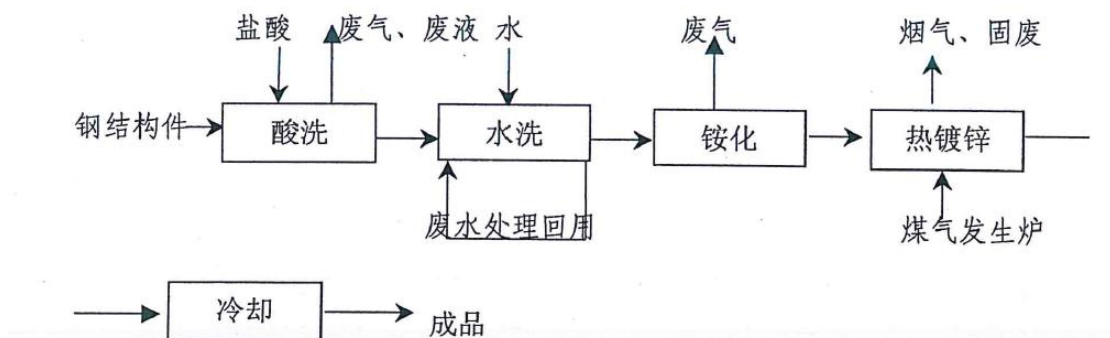 盐酸 废气、废液 水 废气 烟气、固废
钢结构件 酸洗 水洗 铵化 热镀锌
废水处理回用 煤气发生炉
冷却 成品